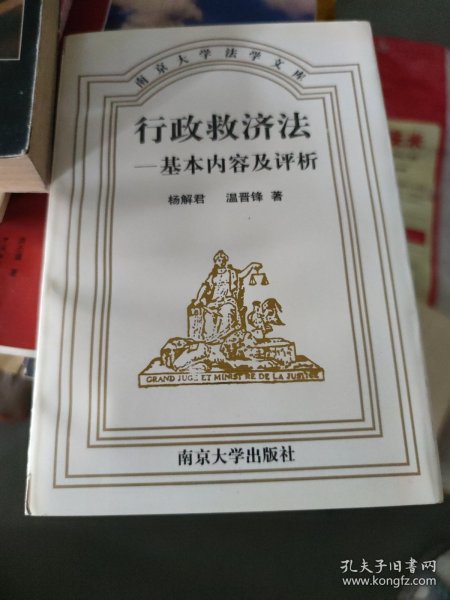 南京大学法学文库
行政救济法
—基本内容及评析
杨解君 温晋锋 著
GRAND JUGE ET MINISTRE DE LA JUSTICE
南京大学出版社
孔夫子旧书网
www.kongfz.com